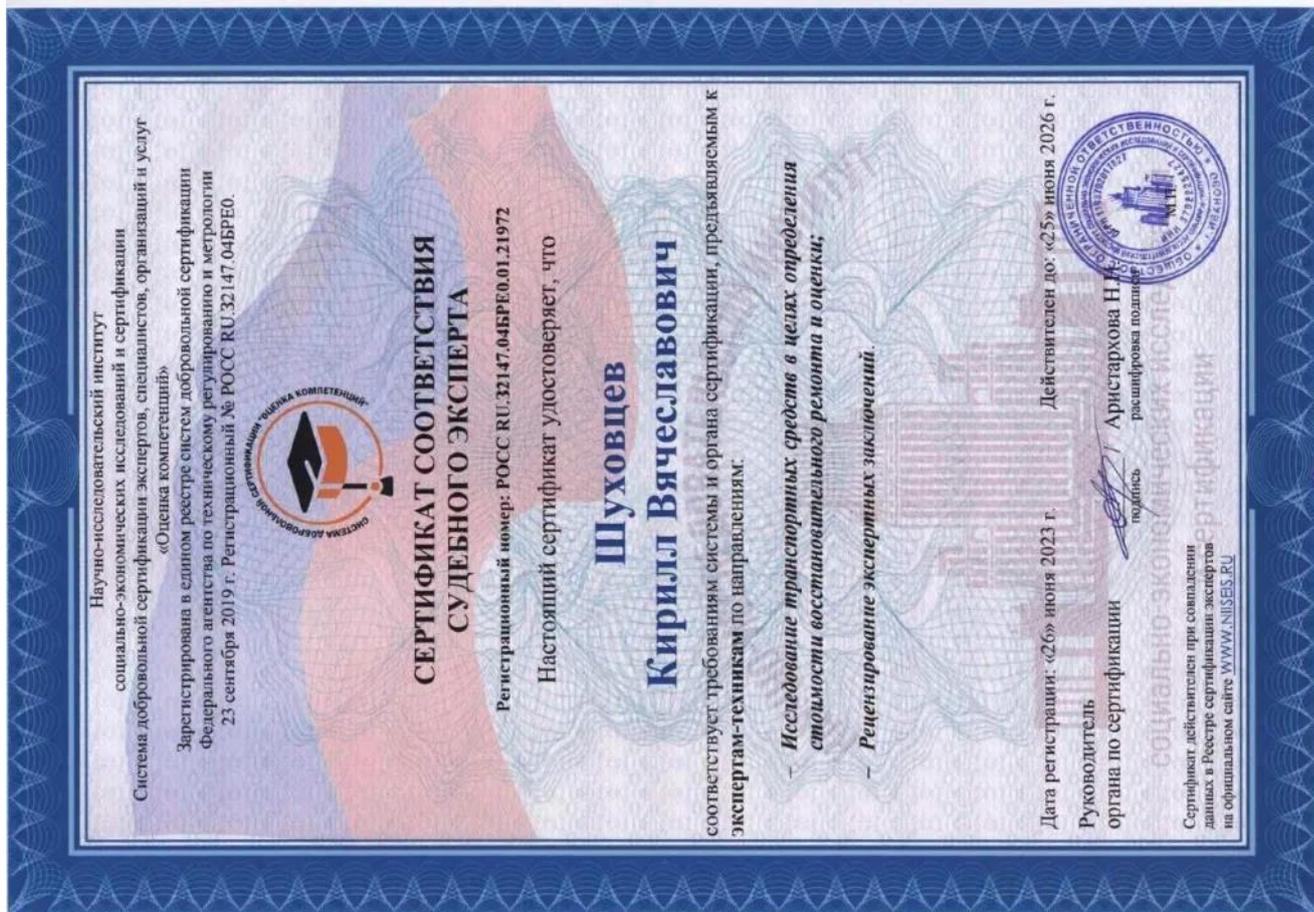 Научно-исследовательский институт
социально-экономических исследований и сертификации
Система добровольной сертификации экспертов, специалистов, организаций и услуг
«Оценка компетенций»
Зарегистрирована в едином реестре систем добровольной сертификации
Федерального агентства по техническому регулированию и метрологии
23 сентября 2019 г. Регистрационный № РОСС RU.32147.04БРЕ0.
СИСТЕМА ДОБРОВОЛЬНОЙ СЕРТИФИКАЦИИ "ОЦЕНКА КОМПЕТЕНЦИЙ"
СЕРТИФИКАТ СООТВЕТСТВИЯ
СУДЕБНОГО ЭКСПЕРТА
Регистрационный номер: РОСС RU.32147.04БРЕ0.01.21972
Настоящий сертификат удостоверяет, что
Шуховцев
Кирилл Вячеславович
соответствует требованиям системы и органа сертификации, предъявляемым к
экспертам-техникам по направлениям:
– Исследование транспортных средств в целях определения
стоимости восстановительного ремонта и оценки;
– Рецензирование экспертных заключений.
Дата регистрации: «26» июня 2023 г. Действителен до: «25» июня 2026 г.
Руководитель
органа по сертификации / Аристархова Н.И.
подпись расшифровка подписи
М.П.
Сертификат действителен при совпадении
данных в Реестре сертификации экспертов
на официальном сайте WWW.NIISEIS.RU